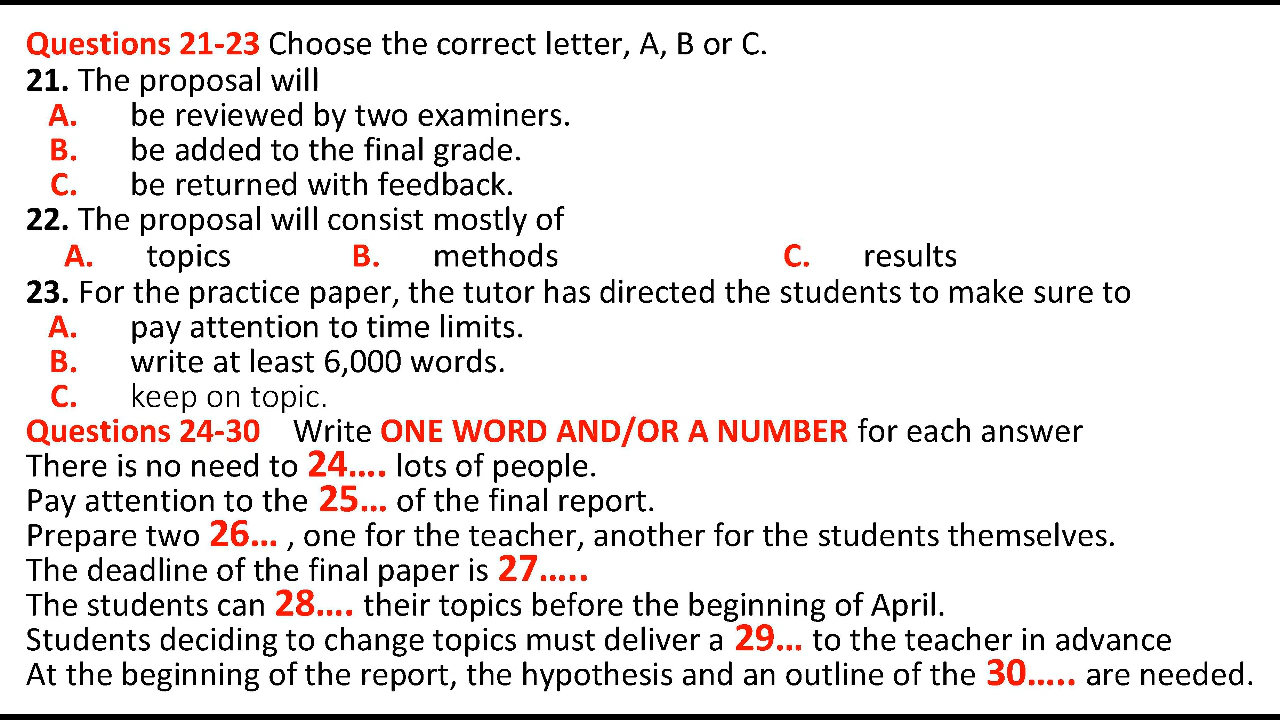 Questions 21-23 Choose the correct letter, A, B or C.
21. The proposal will
A. be reviewed by two examiners.
B. be added to the final grade.
C. be returned with feedback.
22. The proposal will consist mostly of
A. topics B. methods C. results
23. For the practice paper, the tutor has directed the students to make sure to
A. pay attention to time limits.
B. write at least 6,000 words.
C. keep on topic.
Questions 24-30 Write ONE WORD AND/OR A NUMBER for each answer
There is no need to 24.... lots of people.
Pay attention to the 25... of the final report.
Prepare two 26... , one for the teacher, another for the students themselves.
The deadline of the final paper is 27.....
The students can 28.... their topics before the beginning of April.
Students deciding to change topics must deliver a 29... to the teacher in advance
At the beginning of the report, the hypothesis and an outline of the 30..... are needed.